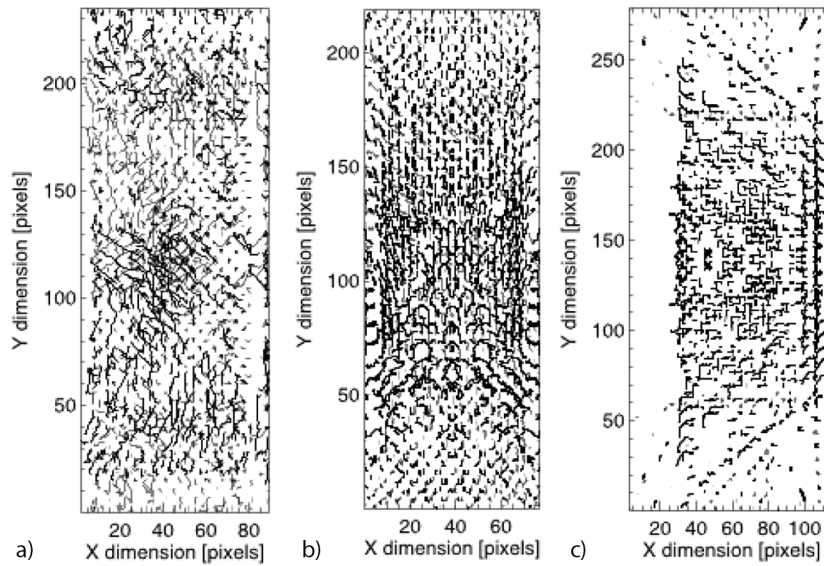 Y dimension [pixels]
200
150
100
50
20 40 60 80
a) X dimension [pixels]
Y dimension [pixels]
200
150
100
50
20 40 60
b) X dimension [pixels]
Y dimension [pixels]
250
200
150
100
50
20 40 60 80 100
c) X dimension [pixels]